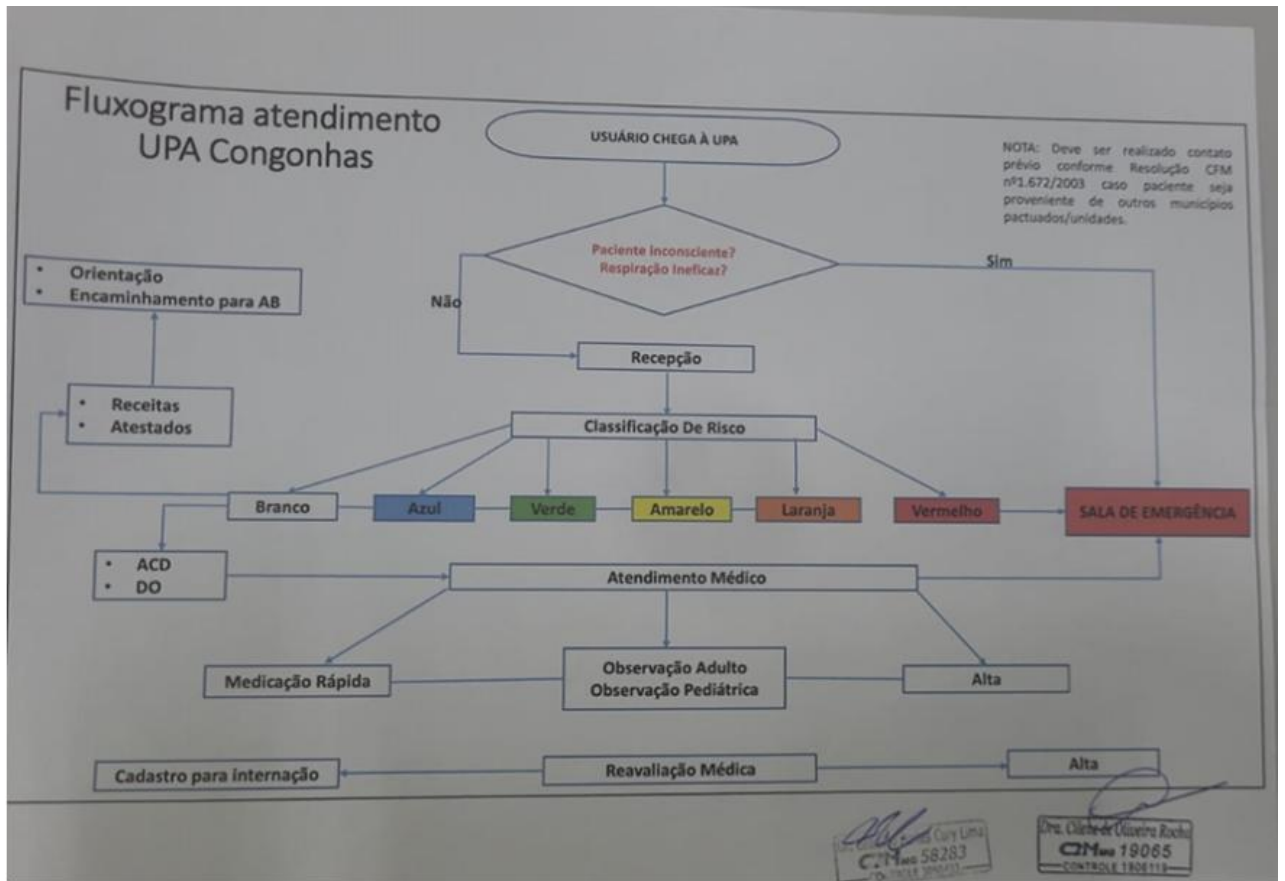 Fluxograma atendimento
UPA Congonhas
USUÁRIO CHEGA À UPA
NOTA: Deve ser realizado contato
prévio conforme Resolução CFM
nº1.672/2003 caso paciente seja
proveniente de outros municípios
pactuados/unidades.
Paciente Inconsciente?
Respiração Ineficaz?
Sim
Não
• Orientação
• Encaminhamento para AB
Recepção
• Receitas
• Atestados
Classificação De Risco
Branco
Azul
Verde
Amarelo
Laranja
Vermelho
SALA DE EMERGÊNCIA
• ACD
• DO
Atendimento Médico
Medicação Rápida
Observação Adulto
Observação Pediátrica
Alta
Cadastro para internação
Reavaliação Médica
Alta
Cury Lima
58283
Dra. de Oliveira Rocha
19065
CONTROLE